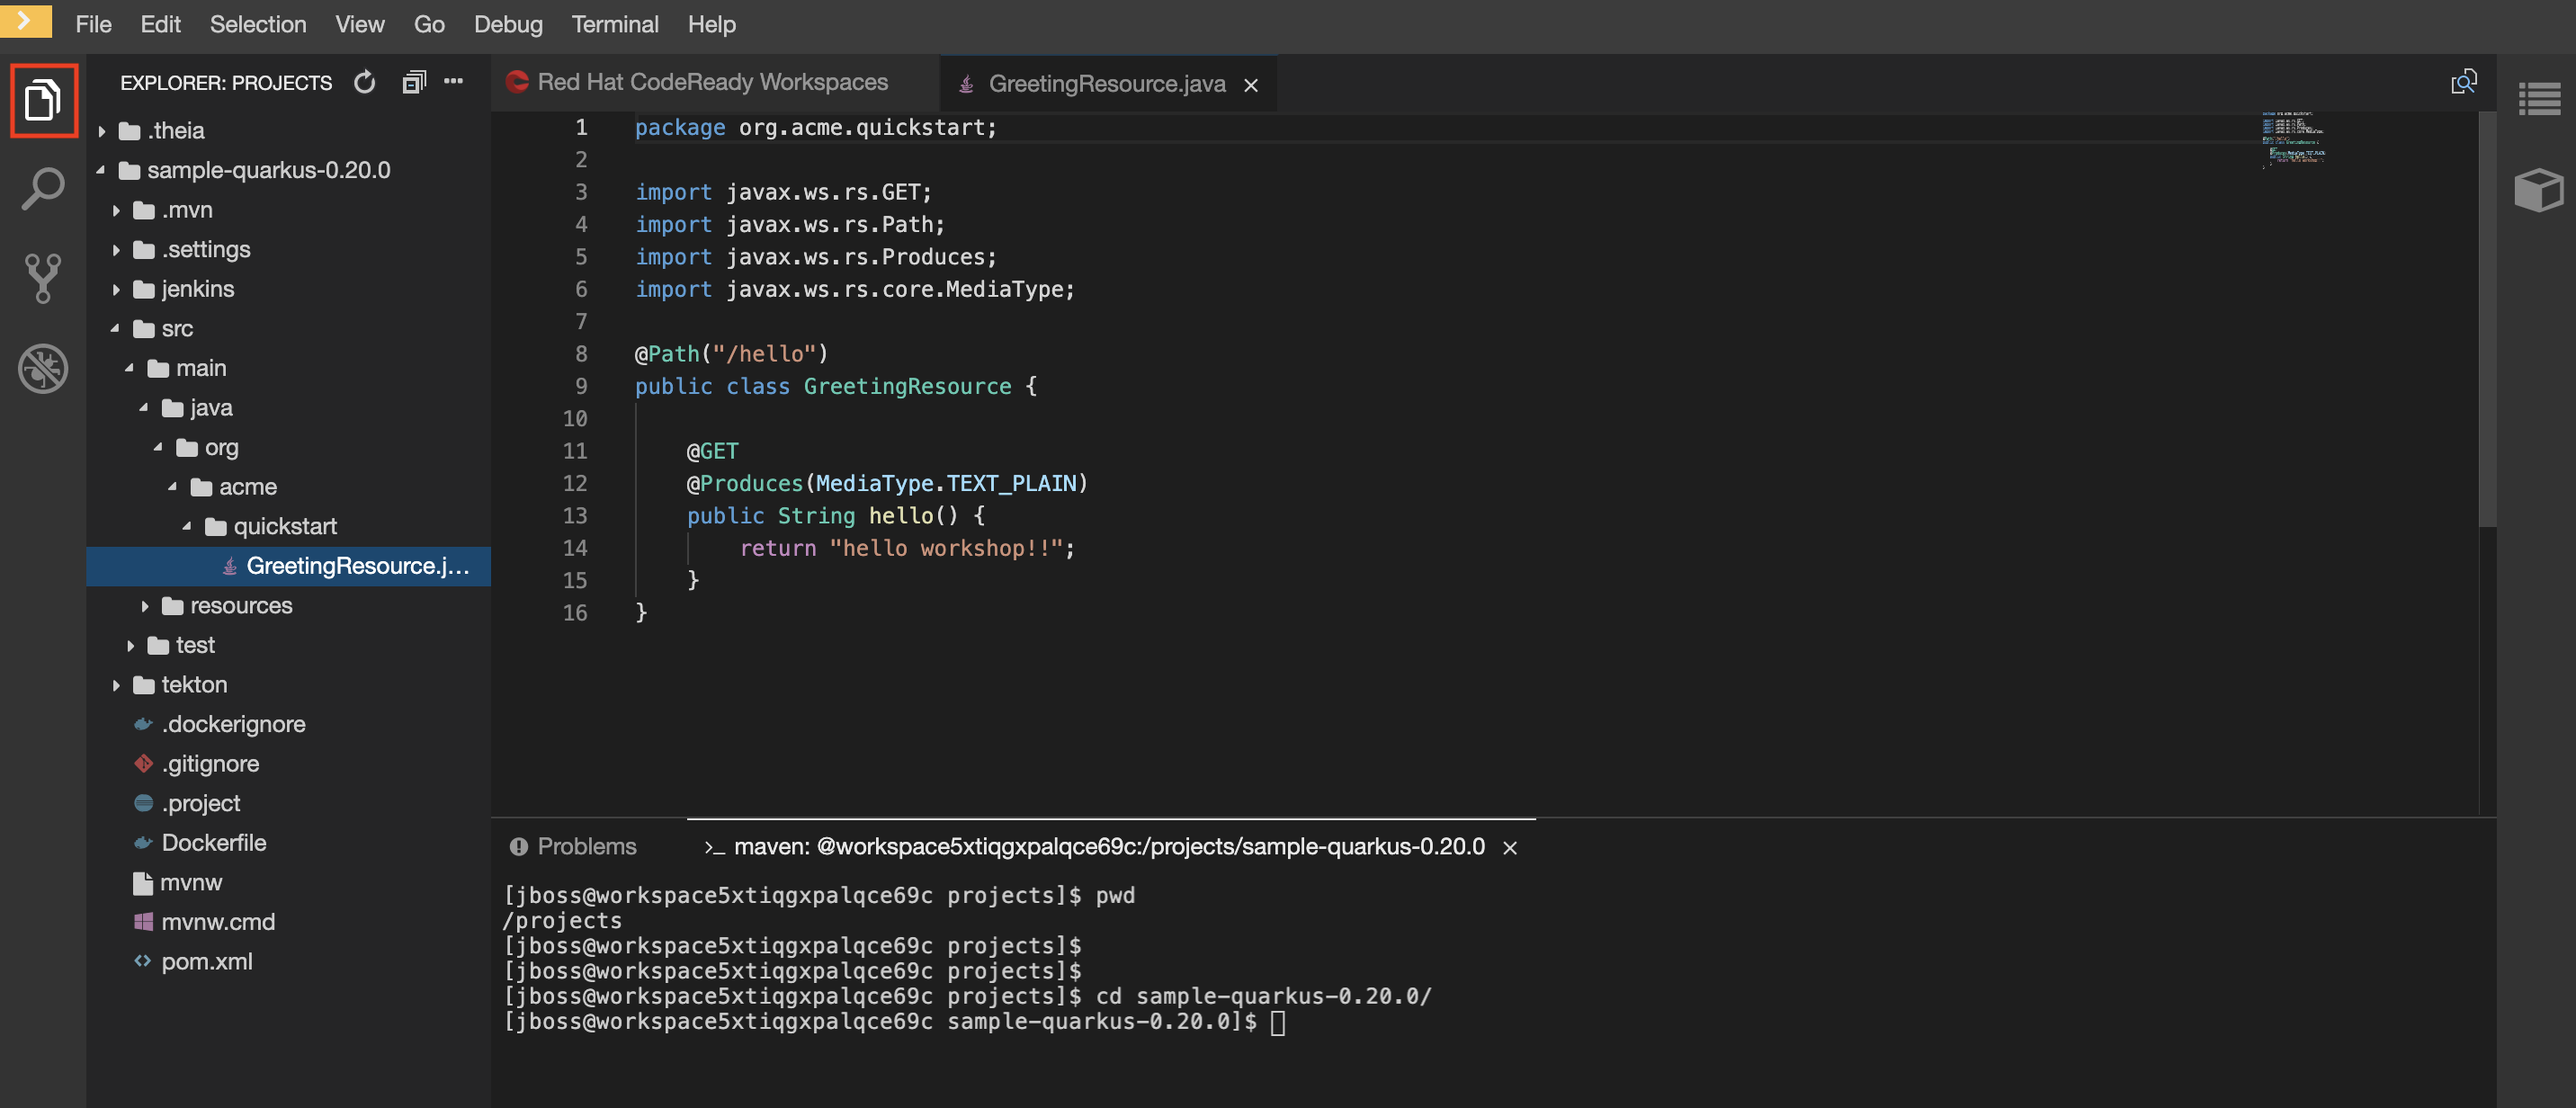 File Edit Selection View Go Debug Terminal Help
EXPLORER: PROJECTS
.theia
sample-quarkus-0.20.0
.mvn
.settings
jenkins
src
main
java
org
acme
quickstart
GreetingResource.j...
resources
test
tekton
.dockerignore
.gitignore
.project
Dockerfile
mvnw
mvnw.cmd
pom.xml
Red Hat CodeReady Workspaces GreetingResource.java
1 package org.acme.quickstart;
2
3 import javax.ws.rs.GET;
4 import javax.ws.rs.Path;
5 import javax.ws.rs.Produces;
6 import javax.ws.rs.core.MediaType;
7
8 @Path("/hello")
9 public class GreetingResource {
10
11 @GET
12 @Produces(MediaType.TEXT_PLAIN)
13 public String hello() {
14 return "hello workshop!!";
15 }
16 }
Problems >_ maven: @workspace5xtiqgxpalqce69c:/projects/sample-quarkus-0.20.0
[jboss@workspace5xtiqgxpalqce69c projects]$ pwd
/projects
[jboss@workspace5xtiqgxpalqce69c projects]$
[jboss@workspace5xtiqgxpalqce69c projects]$
[jboss@workspace5xtiqgxpalqce69c projects]$ cd sample-quarkus-0.20.0/
[jboss@workspace5xtiqgxpalqce69c sample-quarkus-0.20.0]$